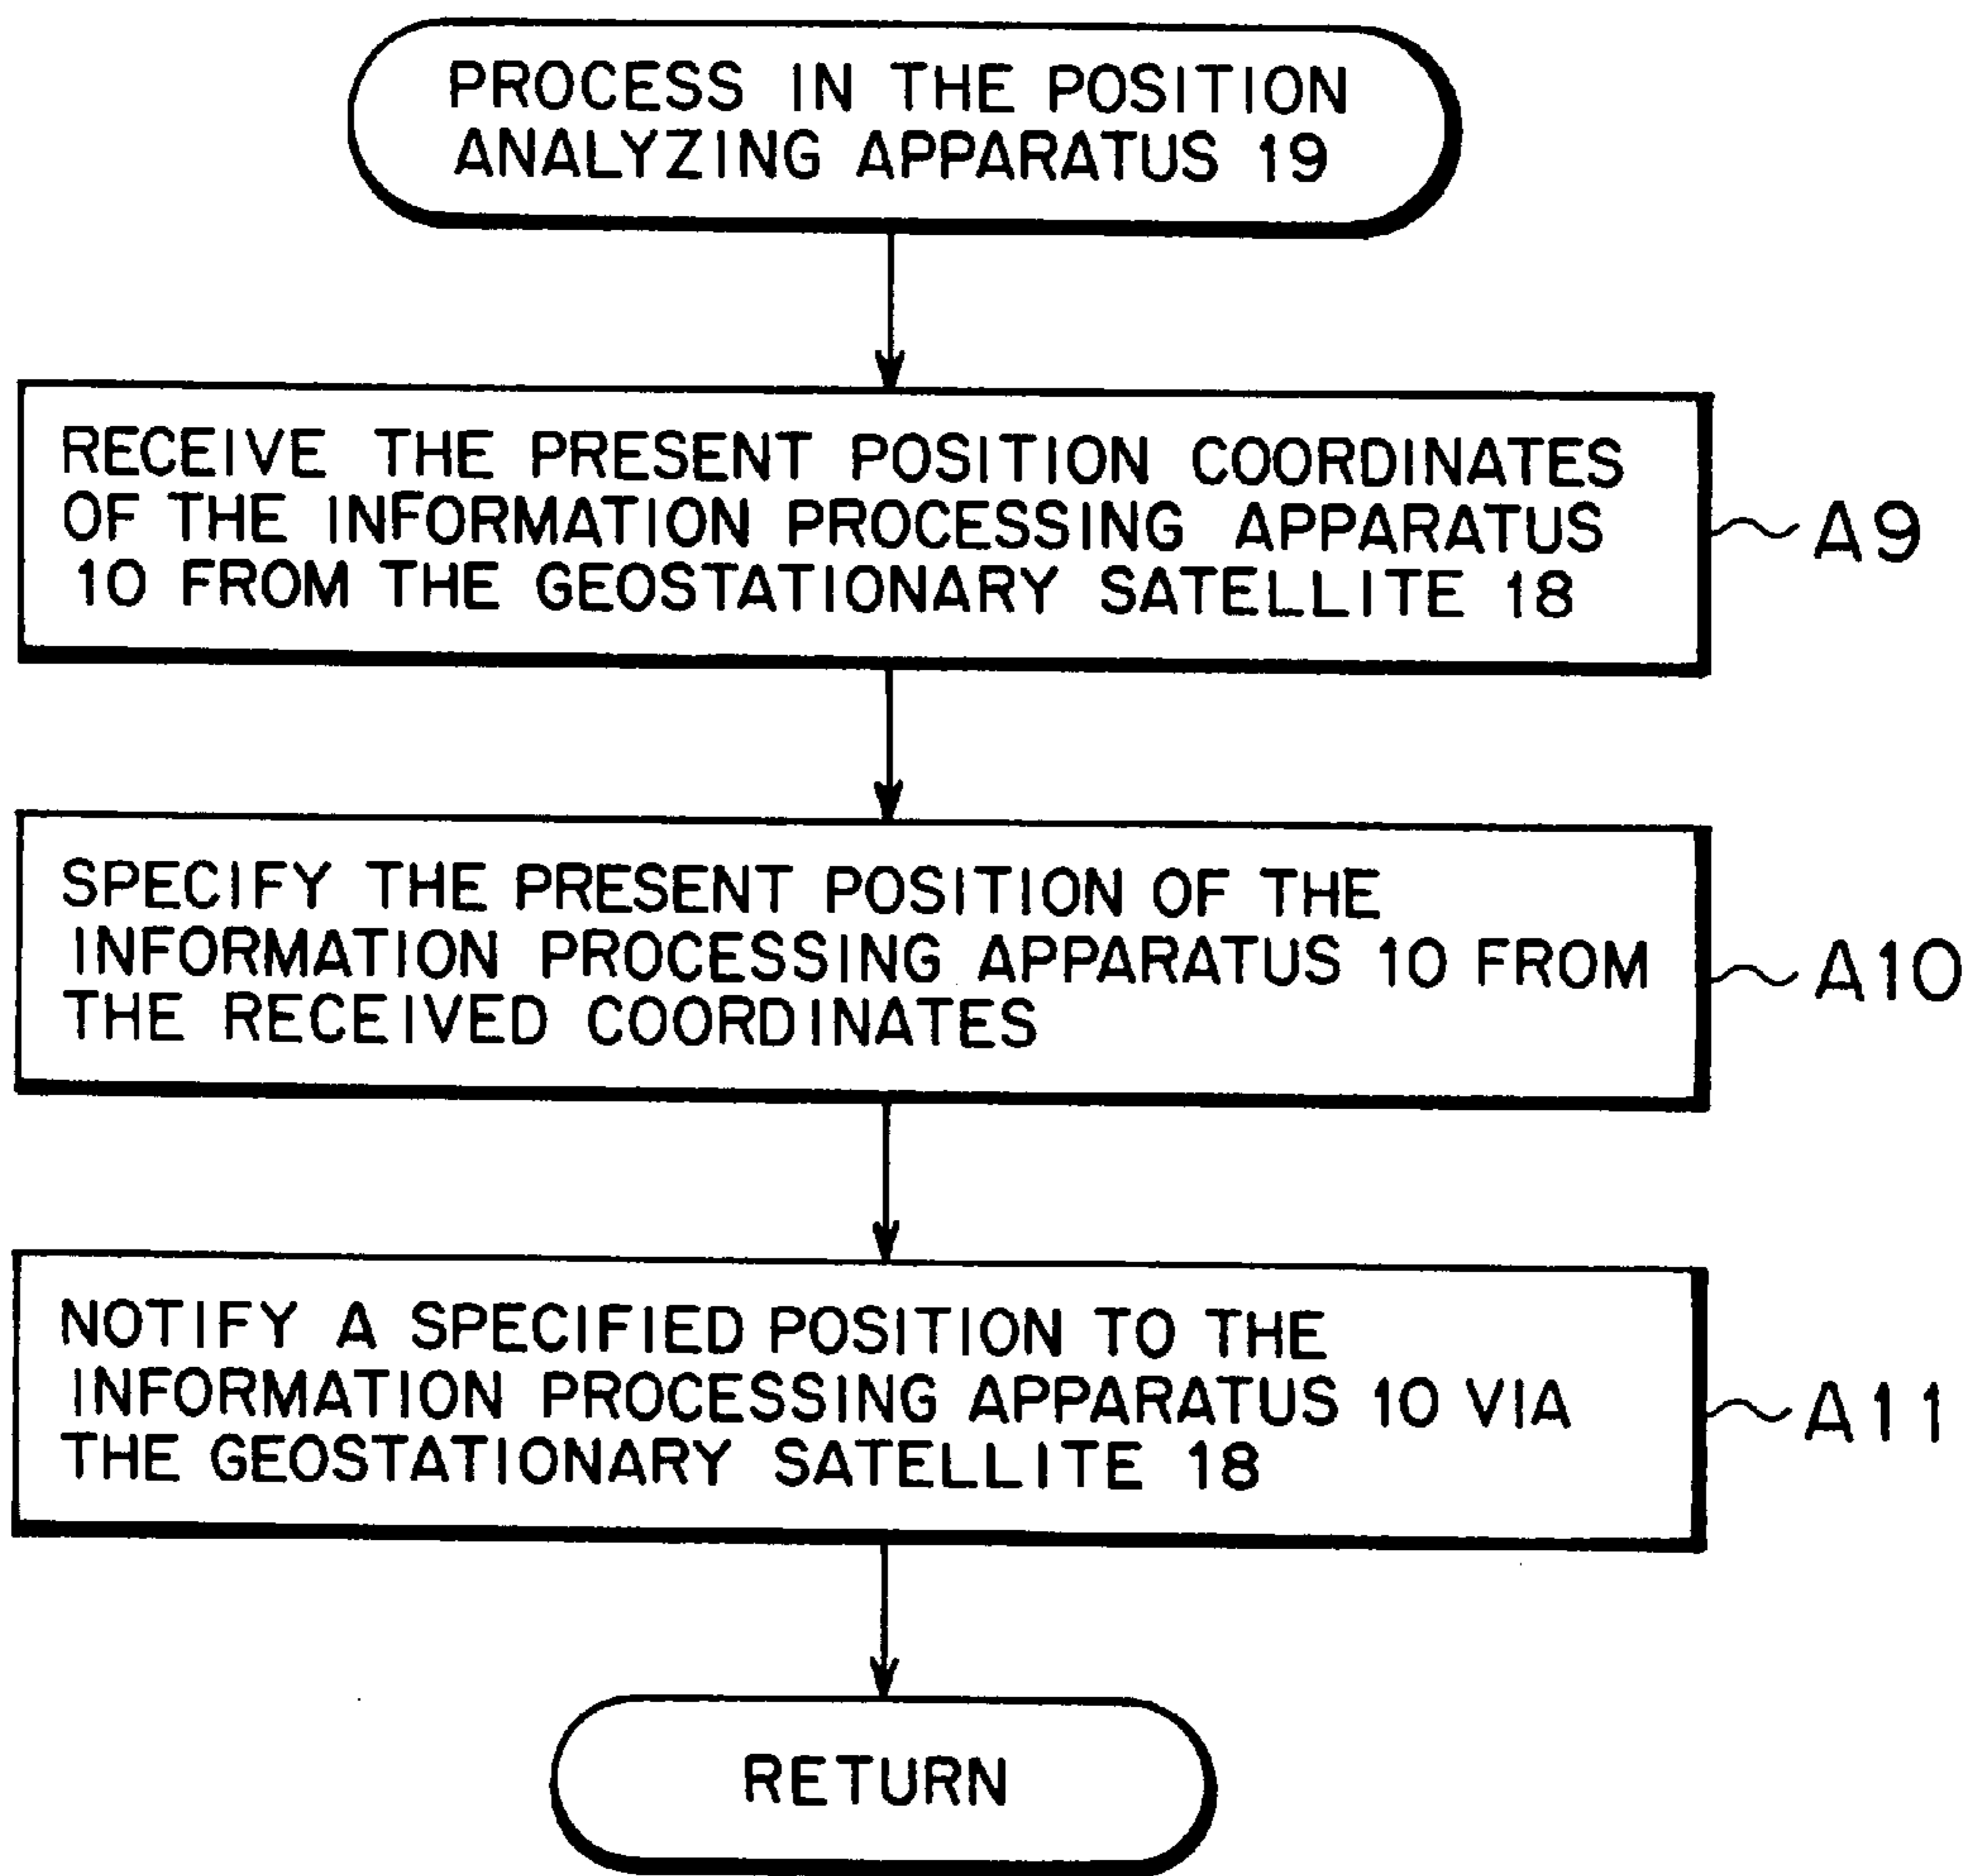 PROCESS IN THE POSITION
ANALYZING APPARATUS 19
RECEIVE THE PRESENT POSITION COORDINATES
OF THE INFORMATION PROCESSING APPARATUS
10 FROM THE GEOSTATIONARY SATELLITE 18
A9
SPECIFY THE PRESENT POSITION OF THE
INFORMATION PROCESSING APPARATUS 10 FROM
THE RECEIVED COORDINATES
A10
NOTIFY A SPECIFIED POSITION TO THE
INFORMATION PROCESSING APPARATUS 10 VIA
THE GEOSTATIONARY SATELLITE 18
A11
RETURN